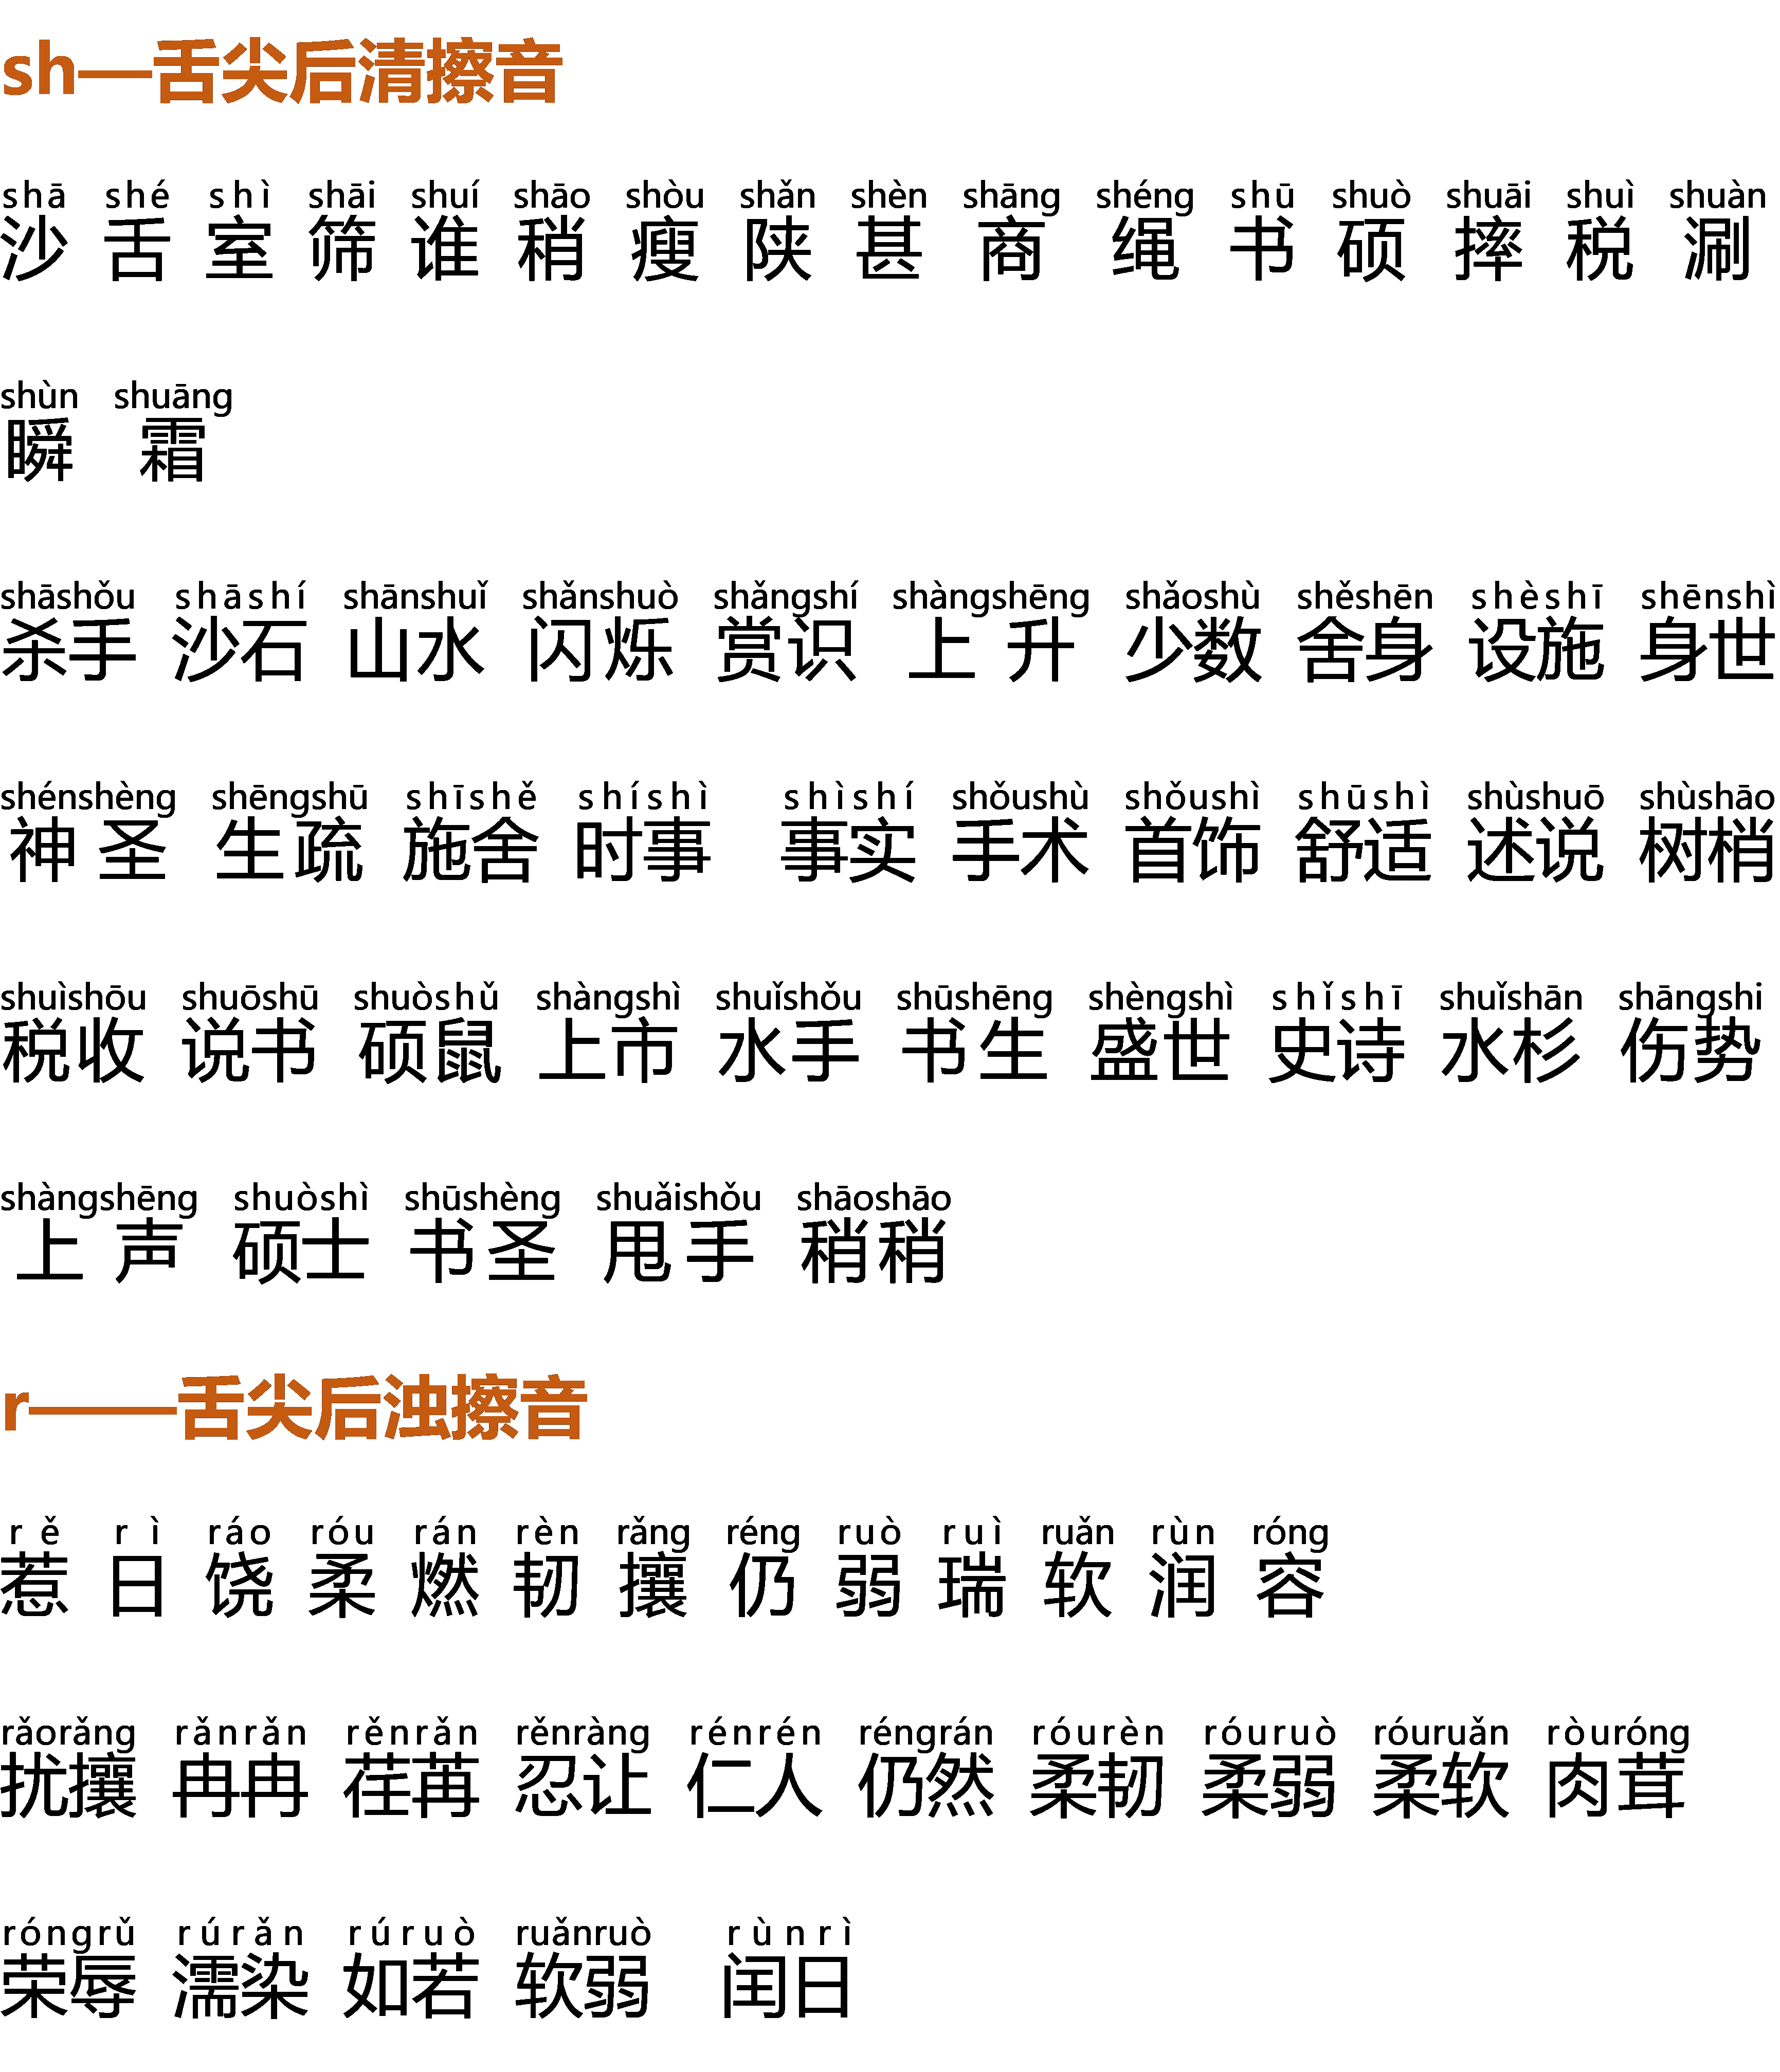 sh—舌尖后清擦音
shā shé shì shāi shuí shāo shòu shǎn shèn shāng shéng shū shuò shuāi shuì shuàn
沙 舌 室 筛 谁 稍 瘦 陕 甚 商 绳 书 硕 摔 税 涮
shùn shuāng
瞬 霜
shāshǒu shāshí shānshuǐ shǎnshuò shǎngshí shàngshēng shǎoshù shěshēn shèshī shēnshì
杀手 沙石 山水 闪烁 赏识 上升 少数 舍身 设施 身世
shénshèng shēngshū shīshě shíshì shìshí shǒushù shǒushì shūshì shùshuō shùshāo
神圣 生疏 施舍 时事 事实 手术 首饰 舒适 述说 树梢
shuìshōu shuōshū shuòshǔ shàngshì shuǐshǒu shūshēng shèngshì shǐshī shuǐshān shāngshi
税收 说书 硕鼠 上市 水手 书生 盛世 史诗 水杉 伤势
shàngshēng shuòshì shūshèng shuǎishǒu shāoshāo
上声 硕士 书圣 甩手 稍稍
r——舌尖后浊擦音
rě rì ráo róu rán rèn rǎng réng ruò ruì ruǎn rùn róng
惹 日 饶 柔 燃 韧 攘 仍 弱 瑞 软 润 容
rǎorǎng rǎnrǎn rěnrǎn rěnràng rénrén réngrán róurèn róuruò róuruǎn ròuróng
扰攘 冉冉 荏苒 忍让 仁人 仍然 柔韧 柔弱 柔软 肉茸
róngrǔ rúrǎn rúruò ruǎnruò rùnrì
荣辱 濡染 如若 软弱 闰日